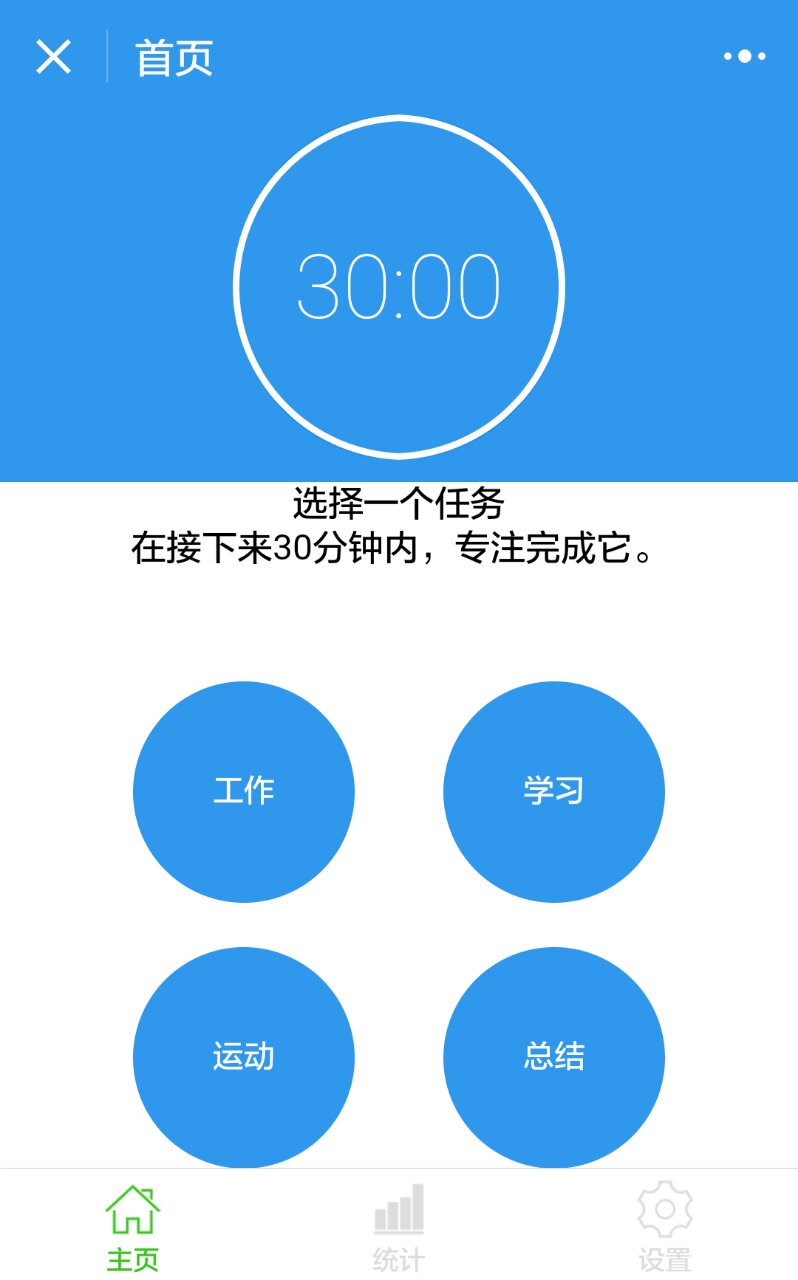 首页
30:00
选择一个任务
在接下来30分钟内，专注完成它。
工作
学习
运动
总结
主页
统计
设置